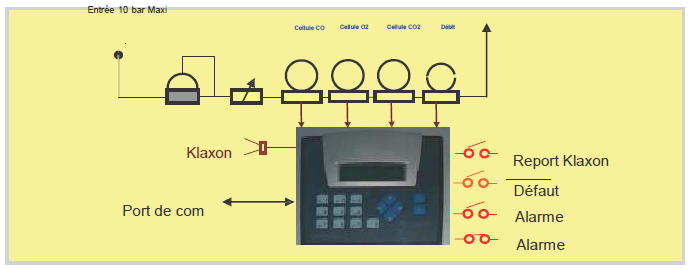 Entrèe 10 bar Maxi
Cellule CO
Cellule O2
Cellule CO2
Débit
Klaxon
Report Klaxon
Défaut
Port de com
Alarme
Alarme